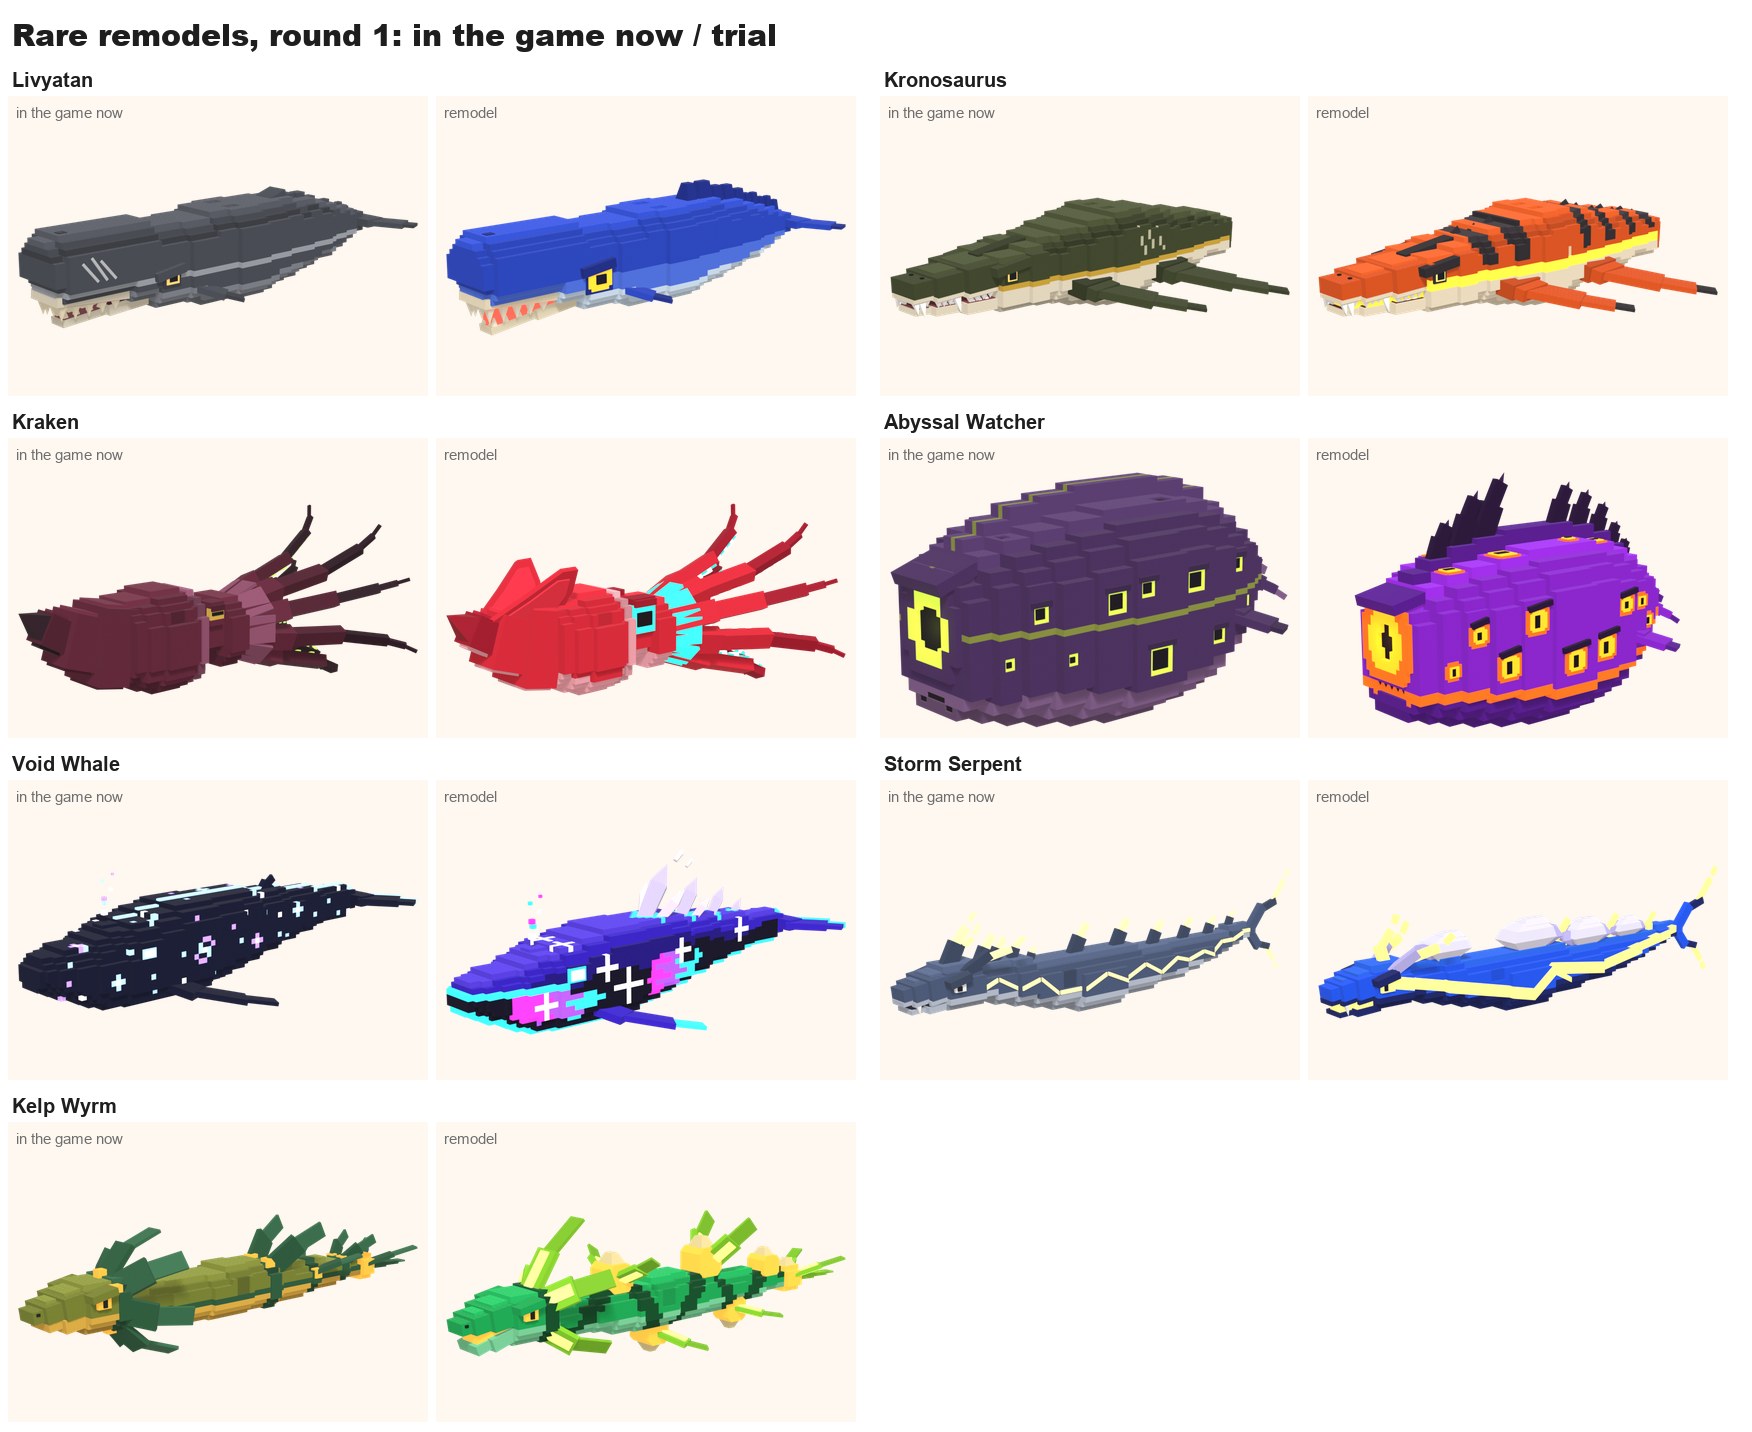 Rare remodels, round 1: in the game now / trial
Livyatan
in the game now
remodel
Kronosaurus
in the game now
remodel
Kraken
in the game now
remodel
Abyssal Watcher
in the game now
remodel
Void Whale
in the game now
remodel
Storm Serpent
in the game now
remodel
Kelp Wyrm
in the game now
remodel